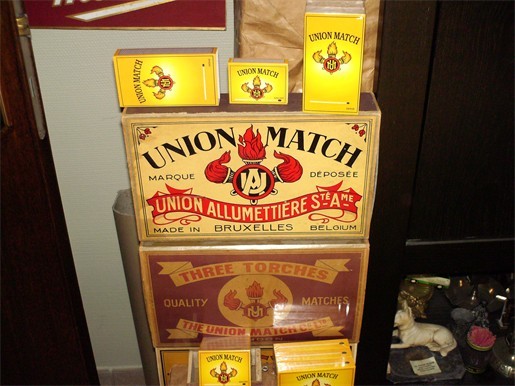 UNION MATCH
UNION MATCH
UNION MATCH
UNION MATCH
MARQUE DÉPOSÉE
UNION ALLUMETTIÈRE STÉ AME
MADE IN BRUXELLES BELGIUM
THREE TORCHES
QUALITY MATCHES
THE UNION MATCH
UNION MATCH
UNION MATCH